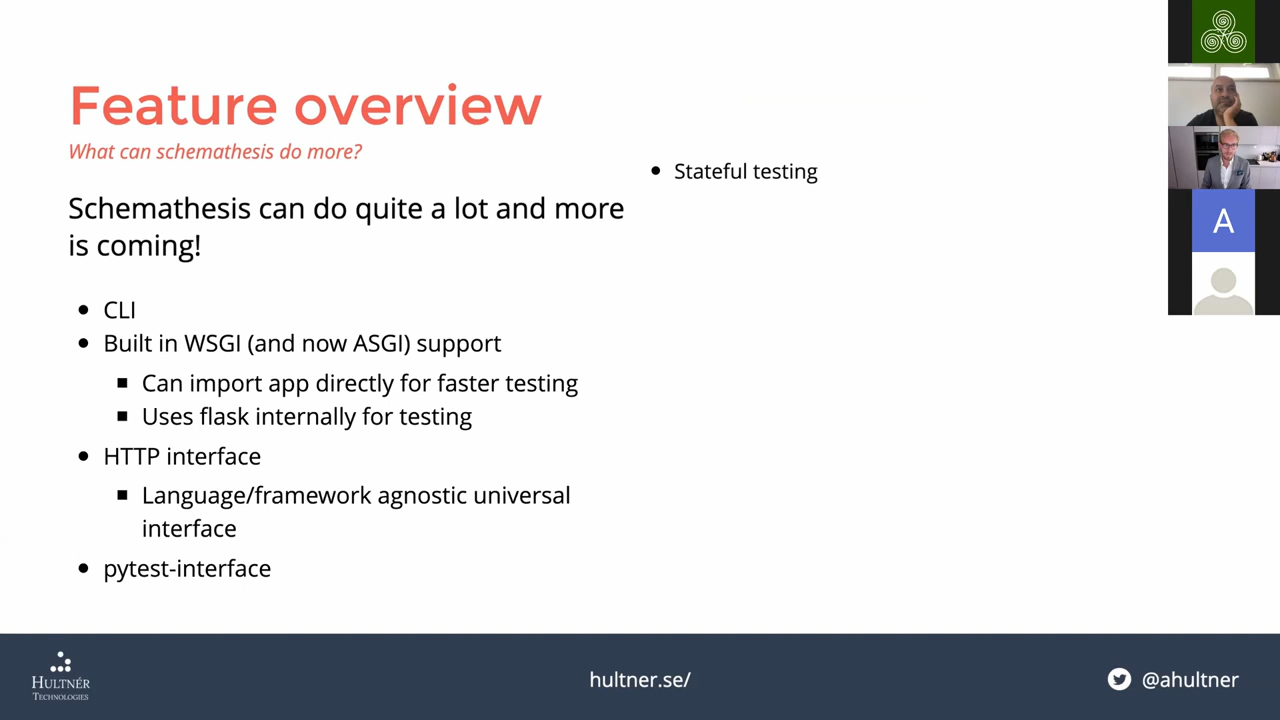 Feature overview
What can schemathesis do more?
Schemathesis can do quite a lot and more
is coming!
CLI
Built in WSGI (and now ASGI) support
Can import app directly for faster testing
Uses flask internally for testing
HTTP interface
Language/framework agnostic universal
interface
pytest-interface
Stateful testing
A
HULTNÉR
TECHNOLOGIES
hultner.se/
@ahultner